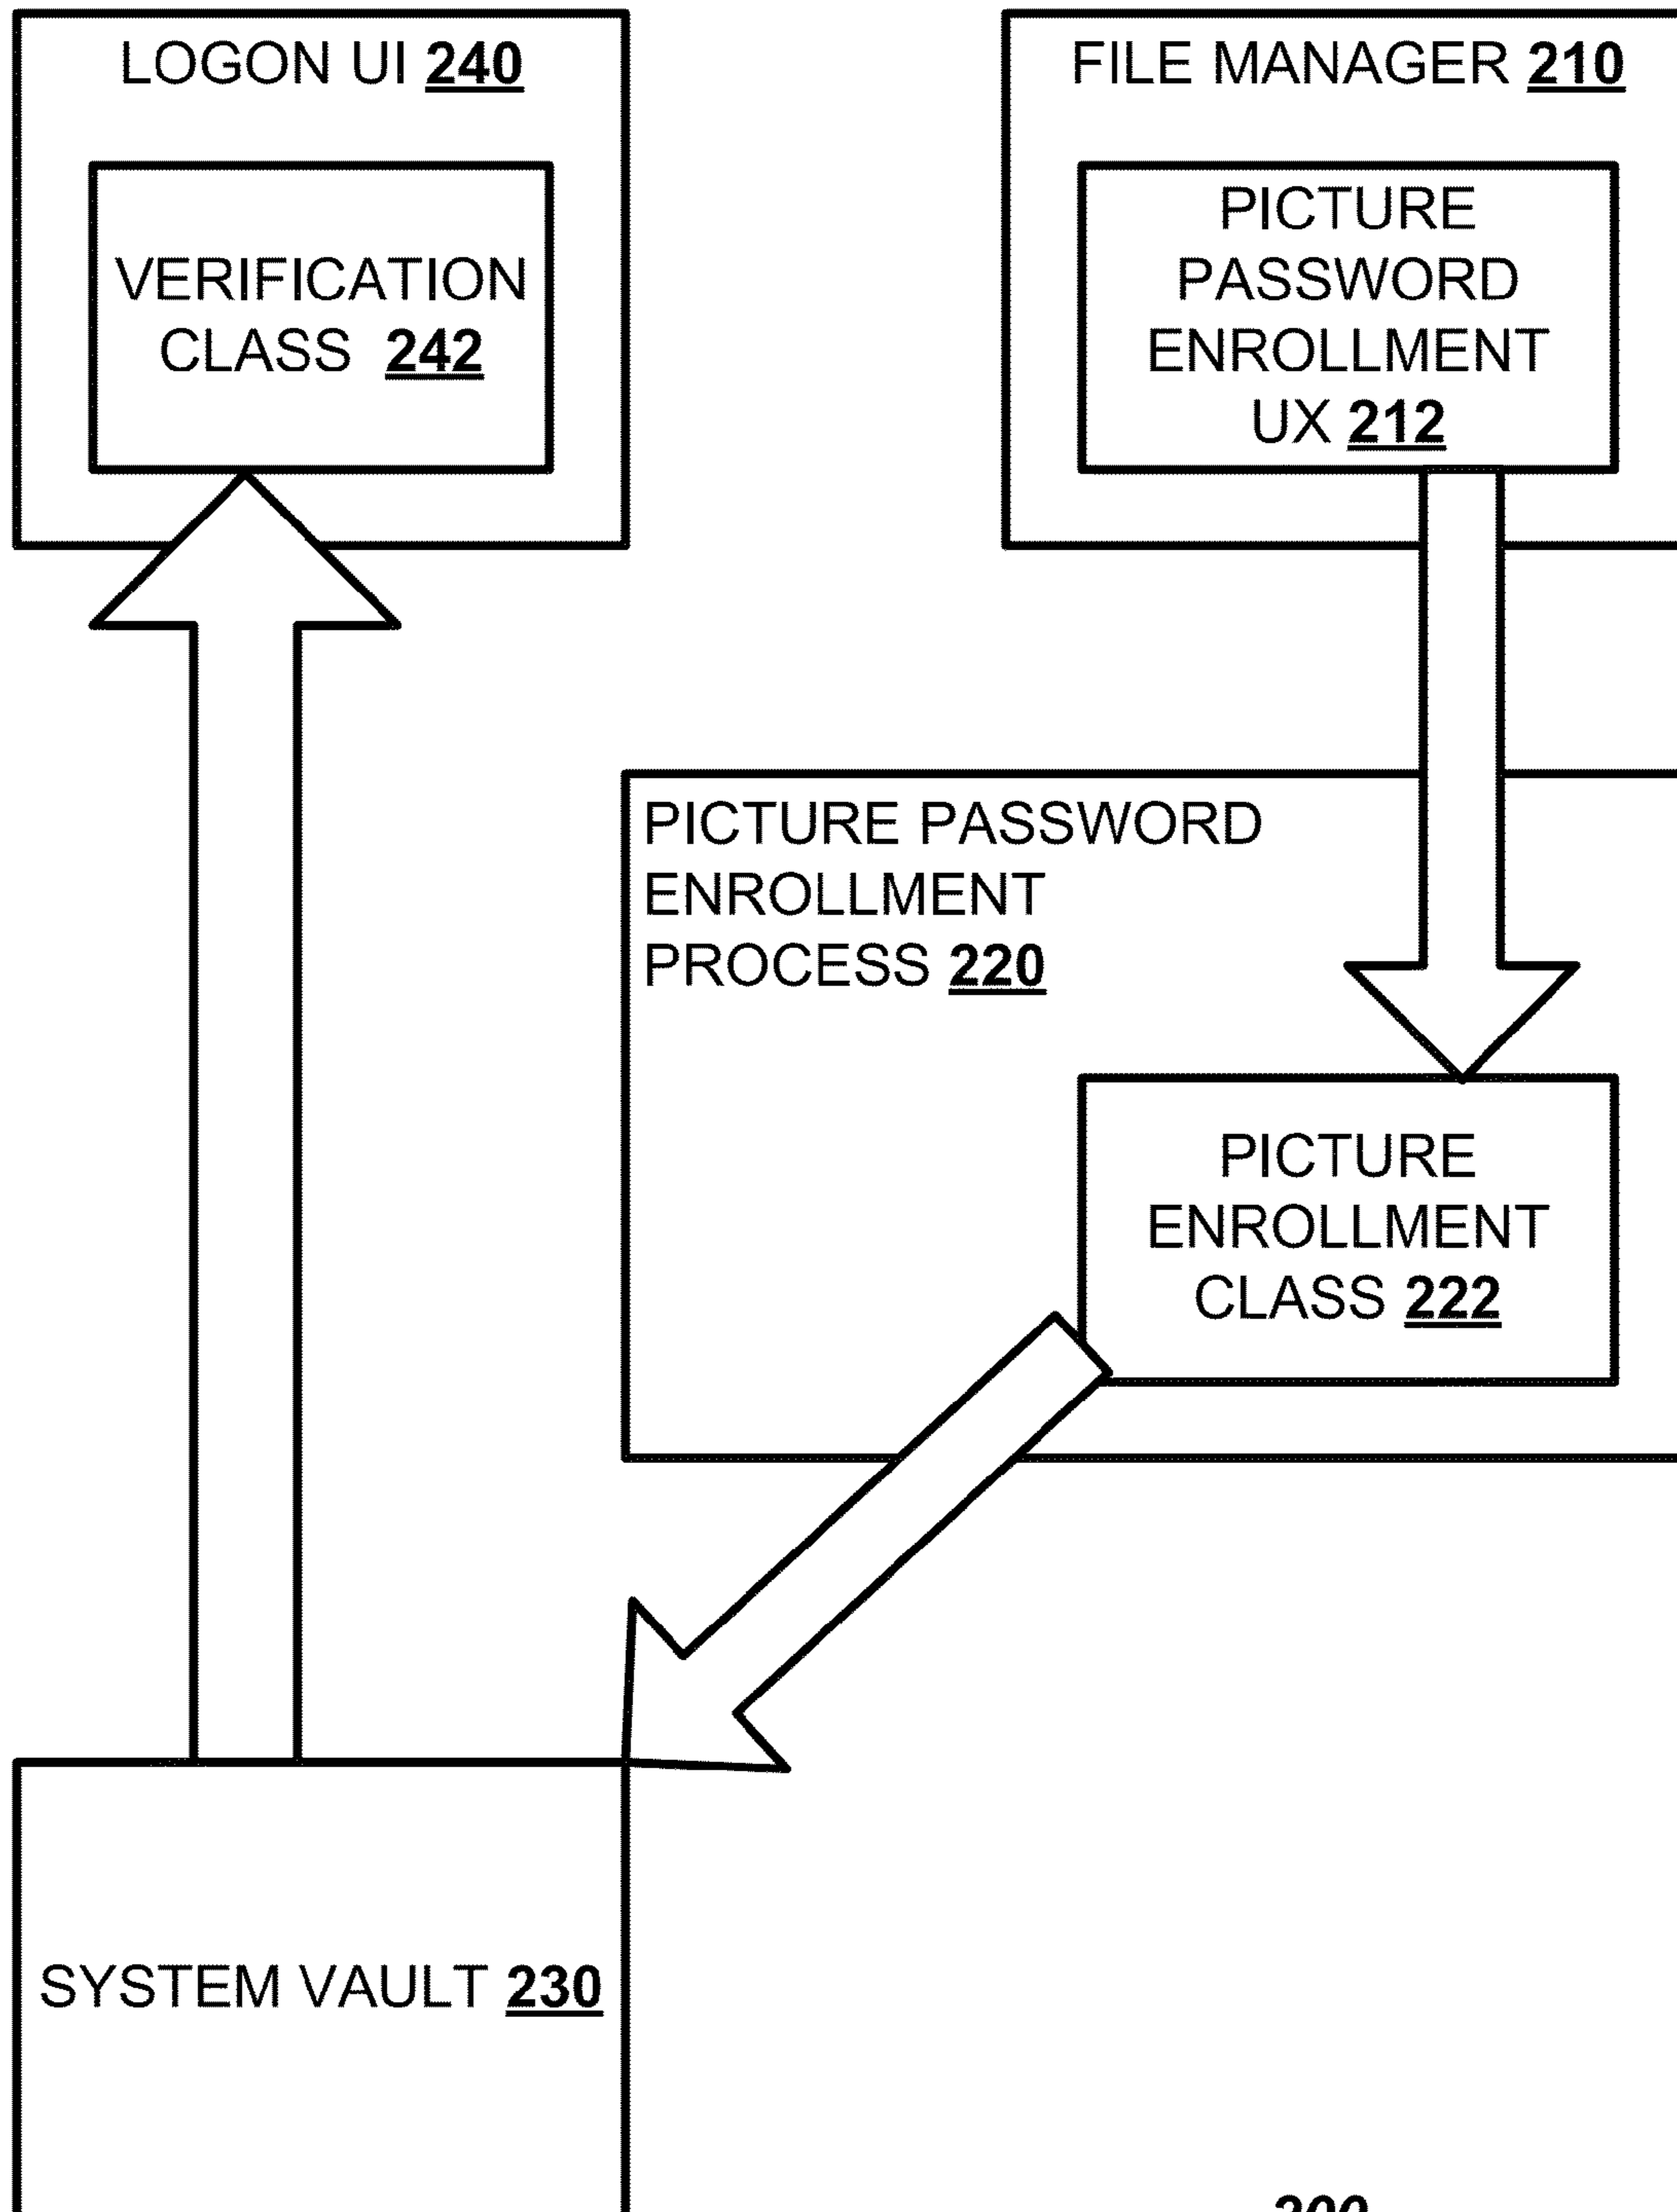 LOGON UI 240
VERIFICATION
CLASS 242
FILE MANAGER 210
PICTURE
PASSWORD
ENROLLMENT
UX 212
PICTURE PASSWORD
ENROLLMENT
PROCESS 220
PICTURE
ENROLLMENT
CLASS 222
SYSTEM VAULT 230